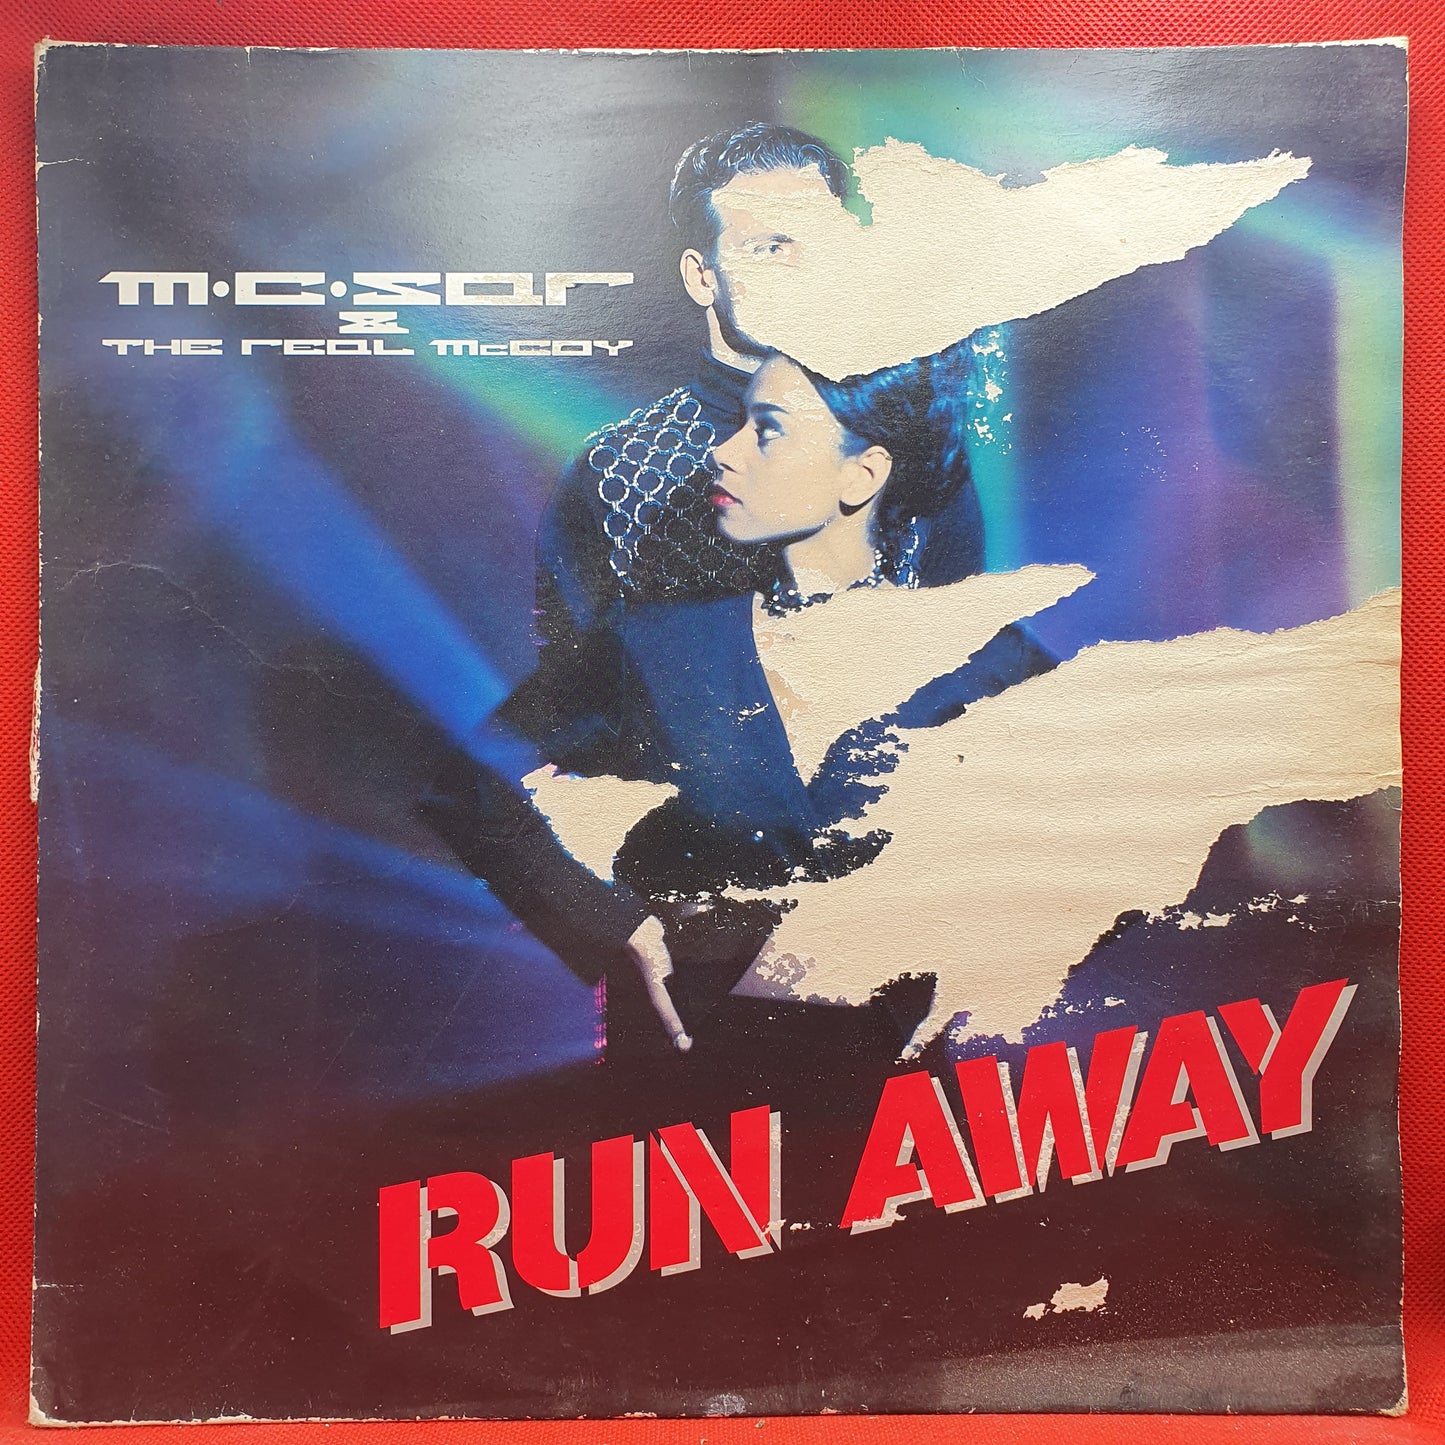 M.C.Sar
&
THE real McCOY
RUN AWAY